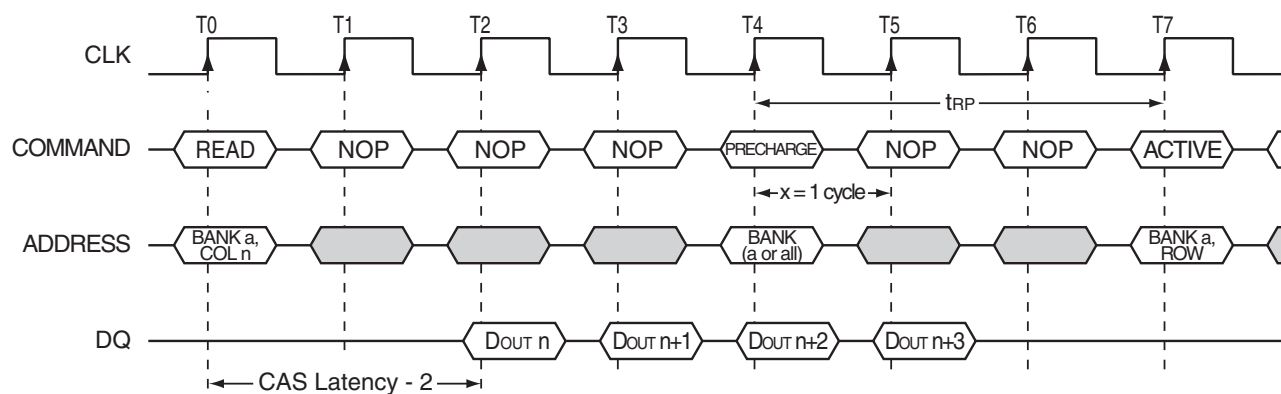 T0 T1 T2 T3 T4 T5 T6 T7
CLK
tRP
COMMAND READ NOP NOP NOP PRECHARGE NOP NOP ACTIVE
x = 1 cycle
ADDRESS BANK a, COL n BANK (a or all) BANK a, ROW
DQ DOUT n DOUT n+1 DOUT n+2 DOUT n+3
CAS Latency - 2